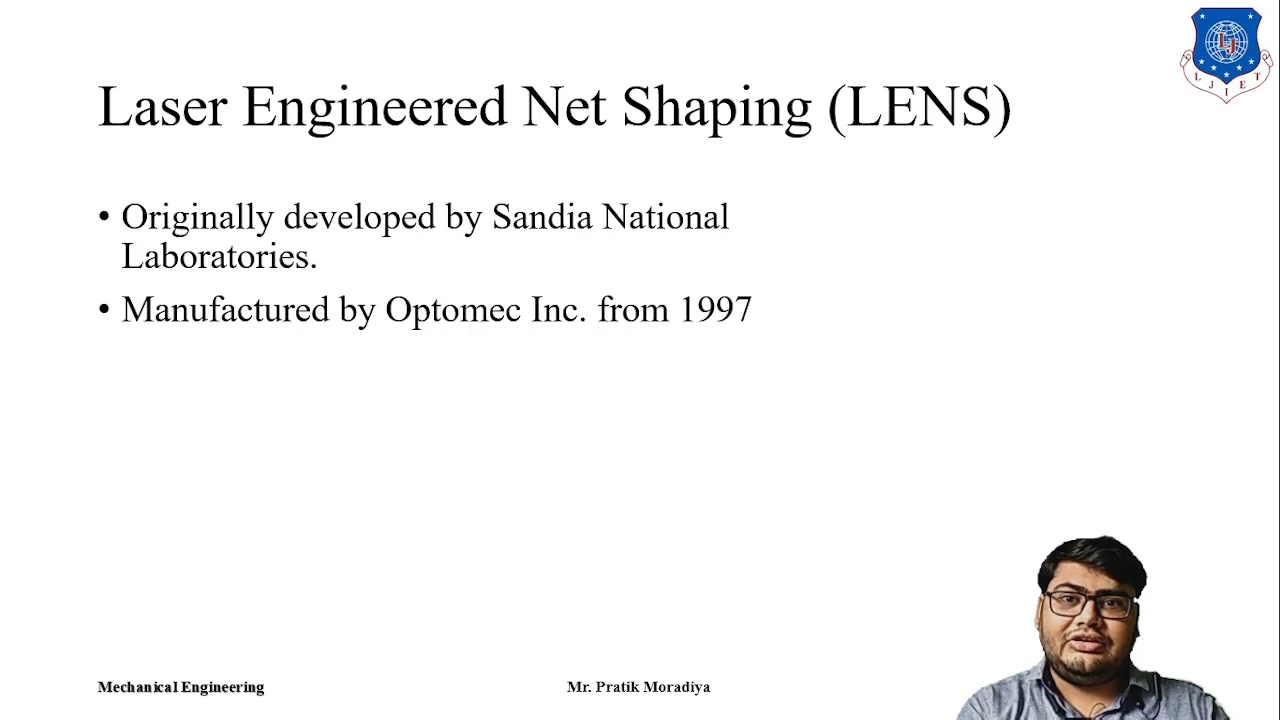 Laser Engineered Net Shaping (LENS)
• Originally developed by Sandia National
Laboratories.
• Manufactured by Optomec Inc. from 1997
Mechanical Engineering
Mr. Pratik Moradiya
LJ
L J I E T